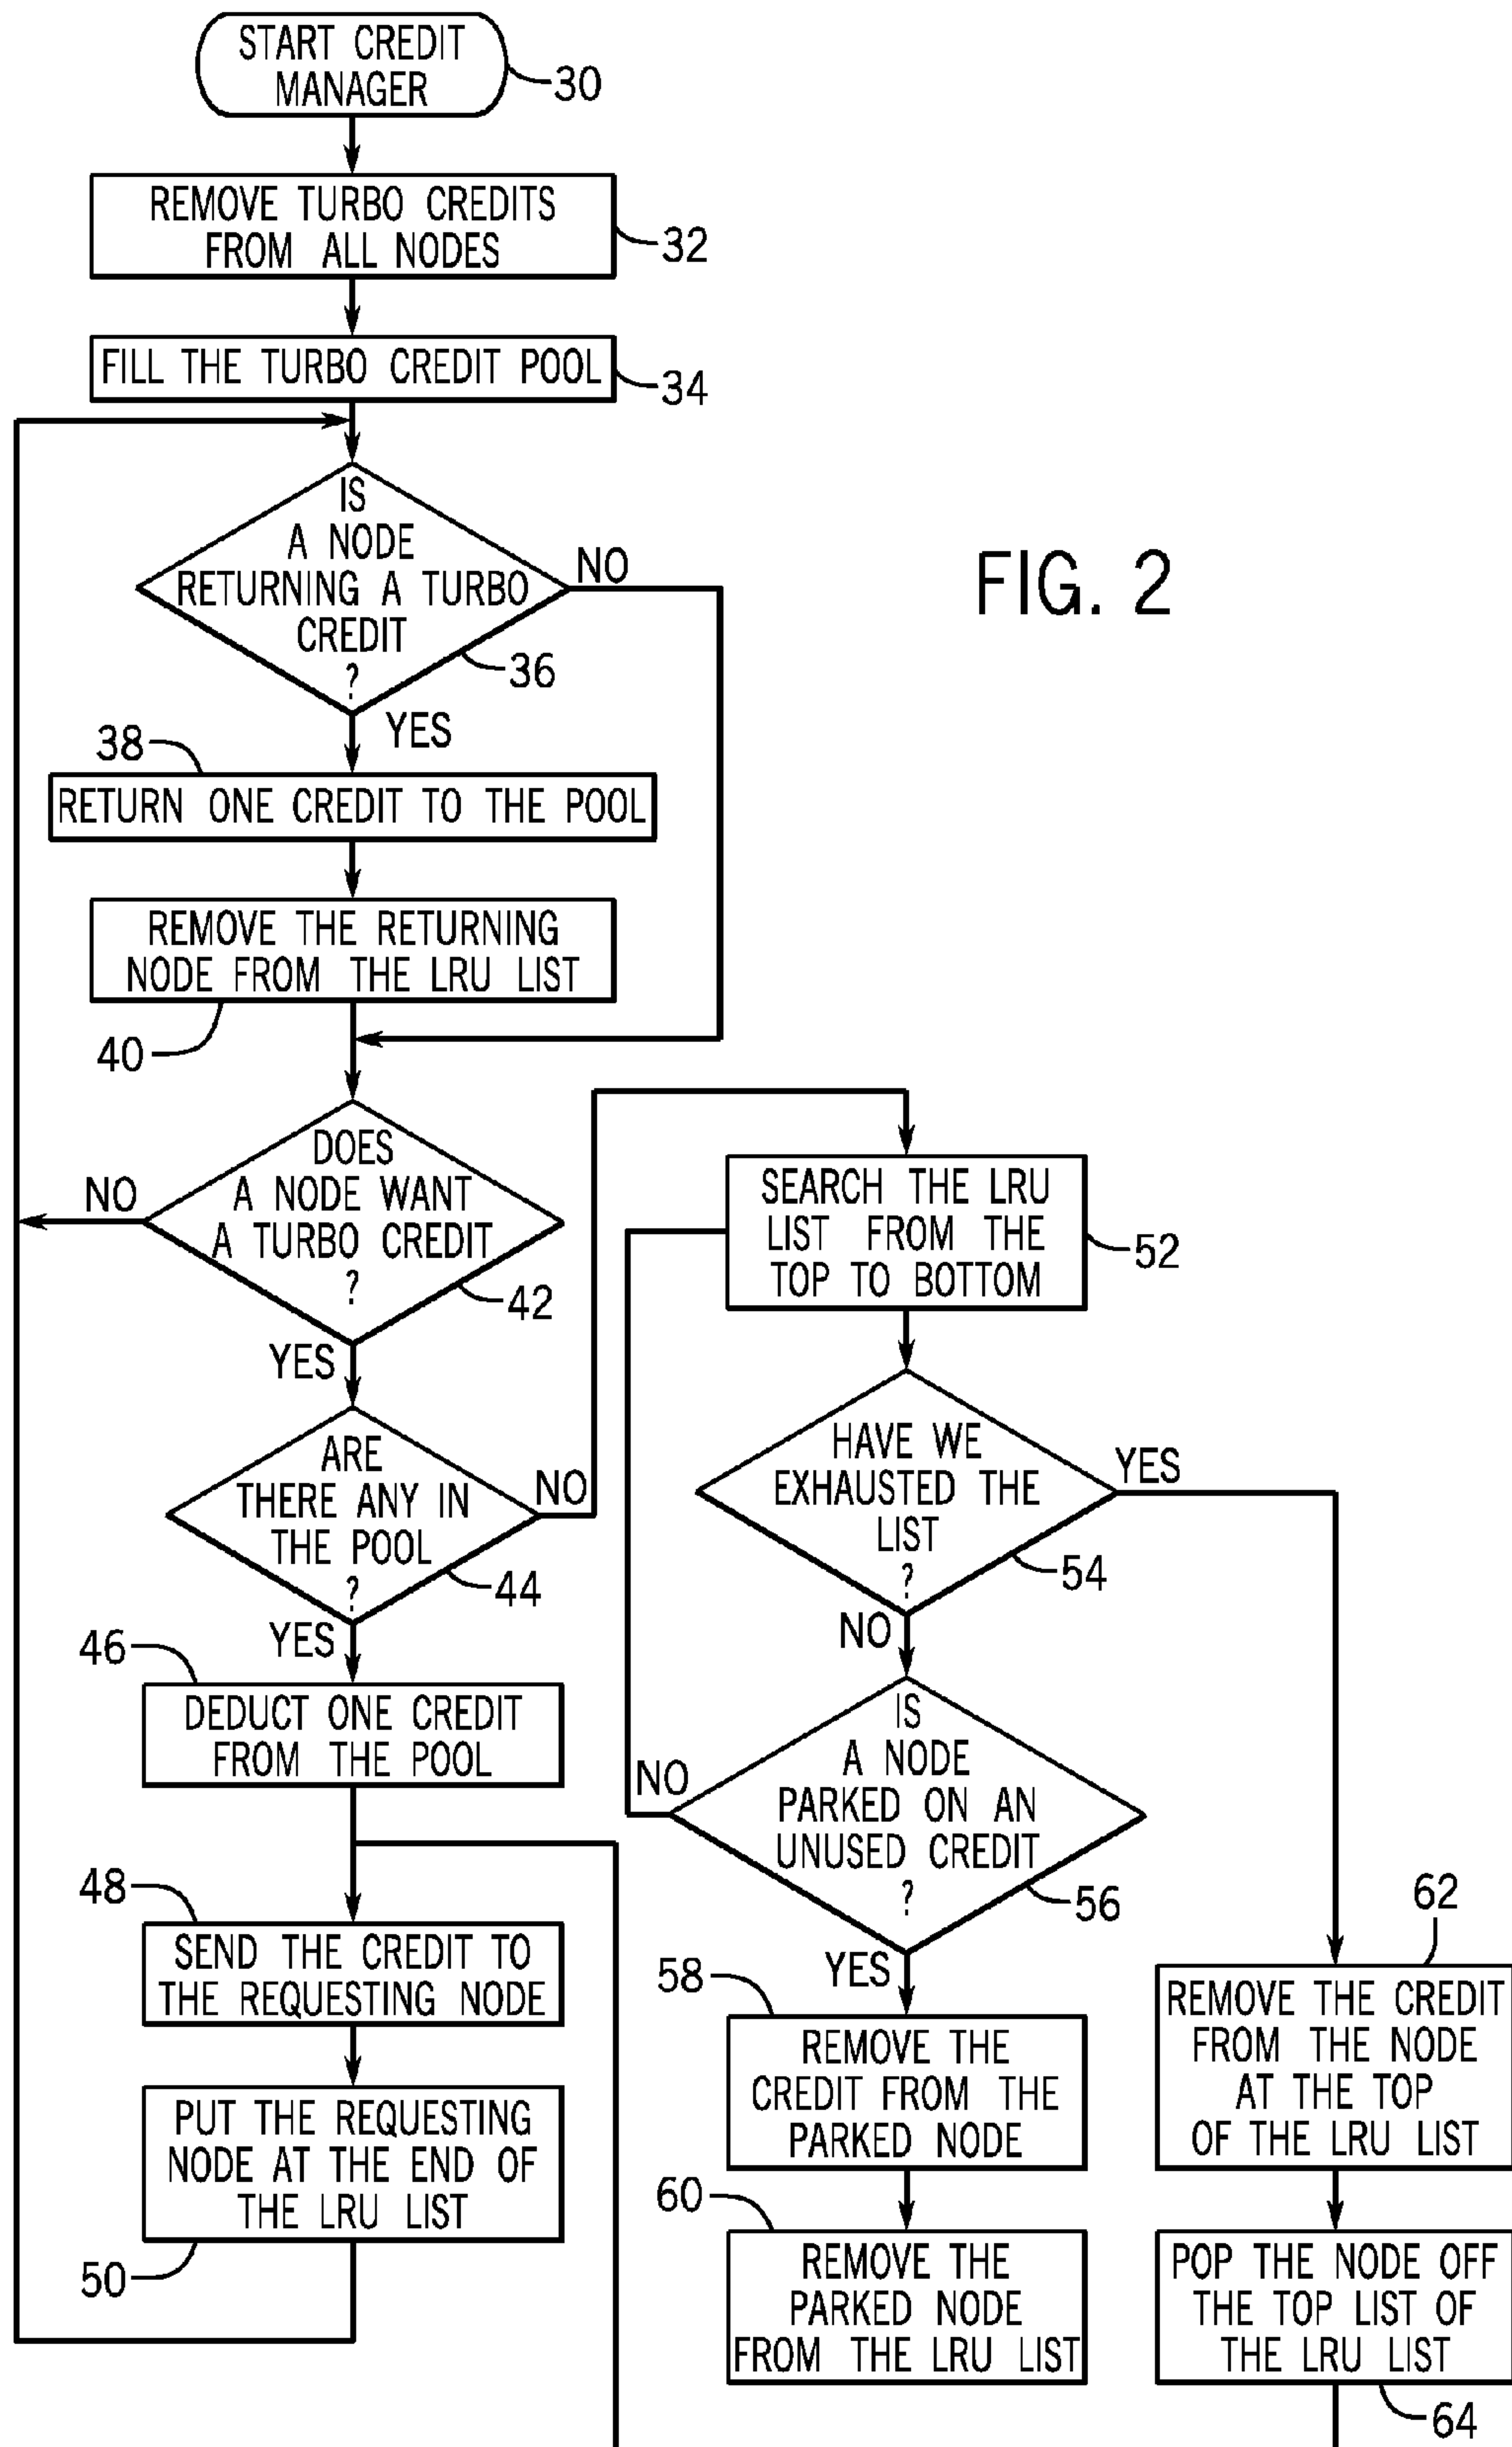 START CREDIT
MANAGER
30
REMOVE TURBO CREDITS
FROM ALL NODES
32
FILL THE TURBO CREDIT POOL
34
IS
A NODE
RETURNING A TURBO
CREDIT
?
NO
36
YES
FIG. 2
38
RETURN ONE CREDIT TO THE POOL
REMOVE THE RETURNING
NODE FROM THE LRU LIST
40
DOES
A NODE WANT
A TURBO CREDIT
?
NO
42
YES
ARE
THERE ANY IN
THE POOL
?
NO
44
YES
46
DEDUCT ONE CREDIT
FROM THE POOL
48
SEND THE CREDIT TO
THE REQUESTING NODE
PUT THE REQUESTING
NODE AT THE END OF
THE LRU LIST
50
SEARCH THE LRU
LIST FROM THE
TOP TO BOTTOM
52
HAVE WE
EXHAUSTED THE
LIST
?
YES
54
NO
IS
A NODE
PARKED ON AN
UNUSED CREDIT
?
NO
56
YES
58
REMOVE THE
CREDIT FROM THE
PARKED NODE
60
REMOVE THE
PARKED NODE
FROM THE LRU LIST
62
REMOVE THE CREDIT
FROM THE NODE
AT THE TOP
OF THE LRU LIST
POP THE NODE OFF
THE TOP LIST OF
THE LRU LIST
64